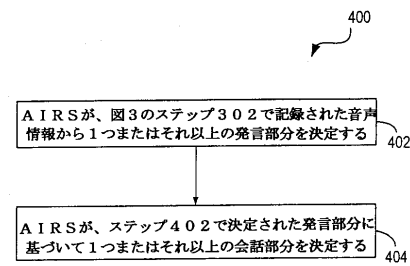 400
ＡＩＲＳが、図3のステップ３０２で記録された音声
情報から１つまたはそれ以上の発言部分を決定する
402
ＡＩＲＳが、ステップ４０２で決定された発言部分に
基づいて１つまたはそれ以上の会話部分を決定する
404